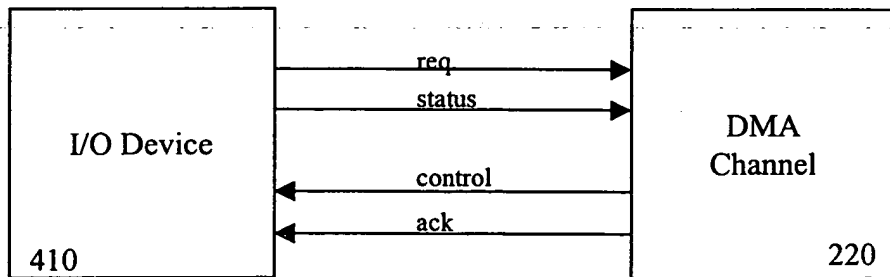 req
status
I/O Device
DMA
Channel
control
ack
410
220